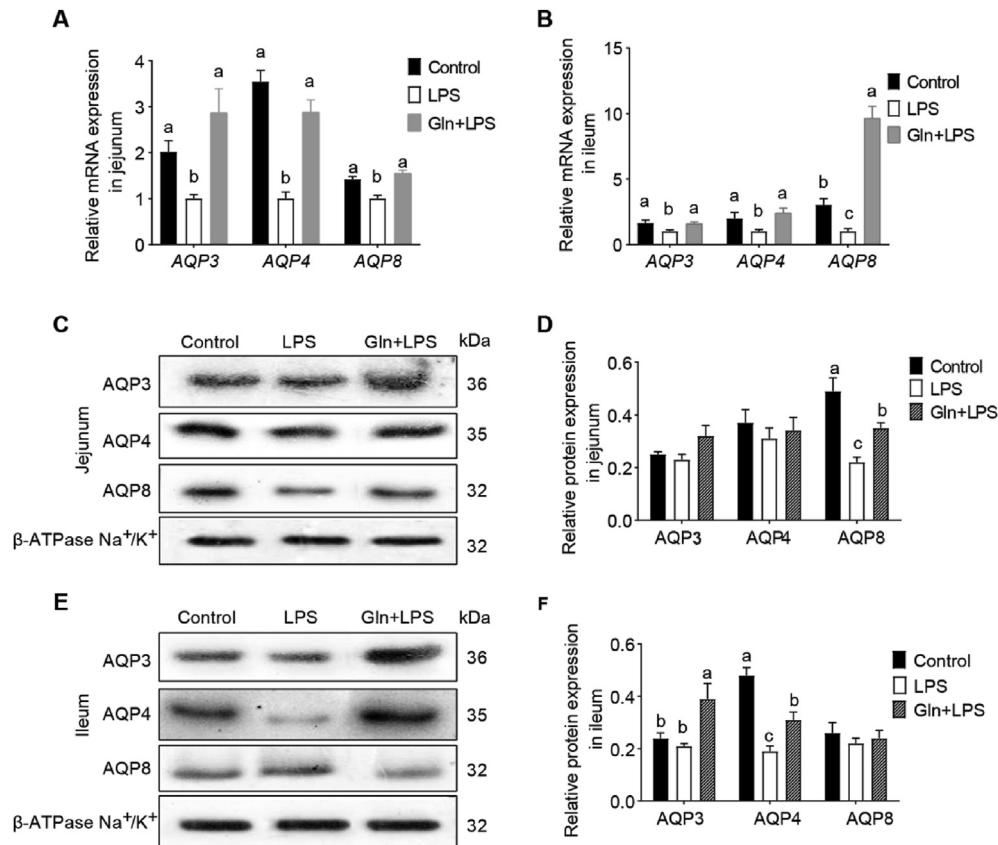 A
Relative mRNA expression
in jejunum
4
3
2
1
0
a
b
a
a
b
a
a
b
a
AQP3
AQP4
AQP8
Control
LPS
Gln+LPS
B
Relative mRNA expression
in ileum
15
10
5
0
a
b
a
a
b
a
b
c
a
AQP3
AQP4
AQP8
Control
LPS
Gln+LPS
C
Control LPS Gln+LPS kDa
Jejunum
AQP3 36
AQP4 35
AQP8 32
β-ATPase Na⁺/K⁺ 32
D
Relative protein expression
in jejunum
0.6
0.4
0.2
0.0
a
c
b
AQP3
AQP4
AQP8
Control
LPS
Gln+LPS
E
Control LPS Gln+LPS kDa
Ileum
AQP3 36
AQP4 35
AQP8 32
β-ATPase Na⁺/K⁺ 32
F
Relative protein expression
in ileum
0.6
0.4
0.2
0.0
b
b
a
a
c
b
AQP3
AQP4
AQP8
Control
LPS
Gln+LPS